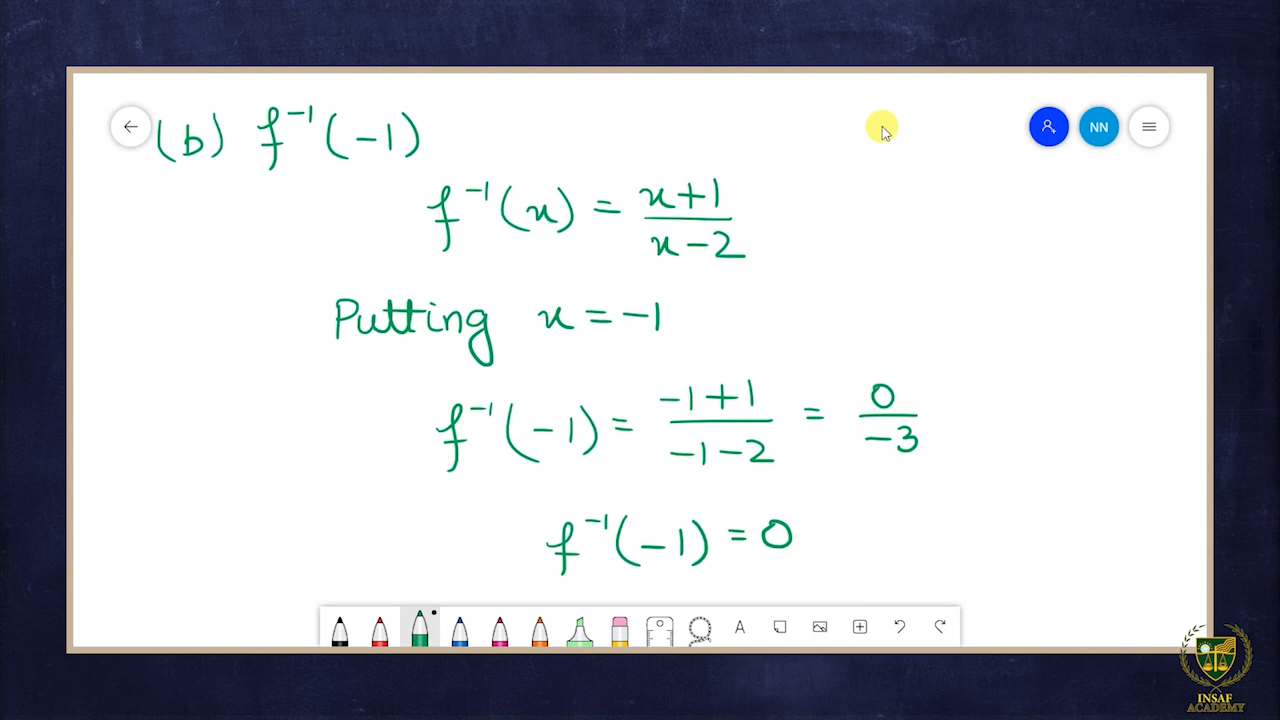 (b) f⁻¹(-1)
NN
f⁻¹(x) = x+1 / x-2
Putting x = -1
f⁻¹(-1) = -1+1 / -1-2 = 0 / -3
f⁻¹(-1) = 0
A
INSAF
ACADEMY